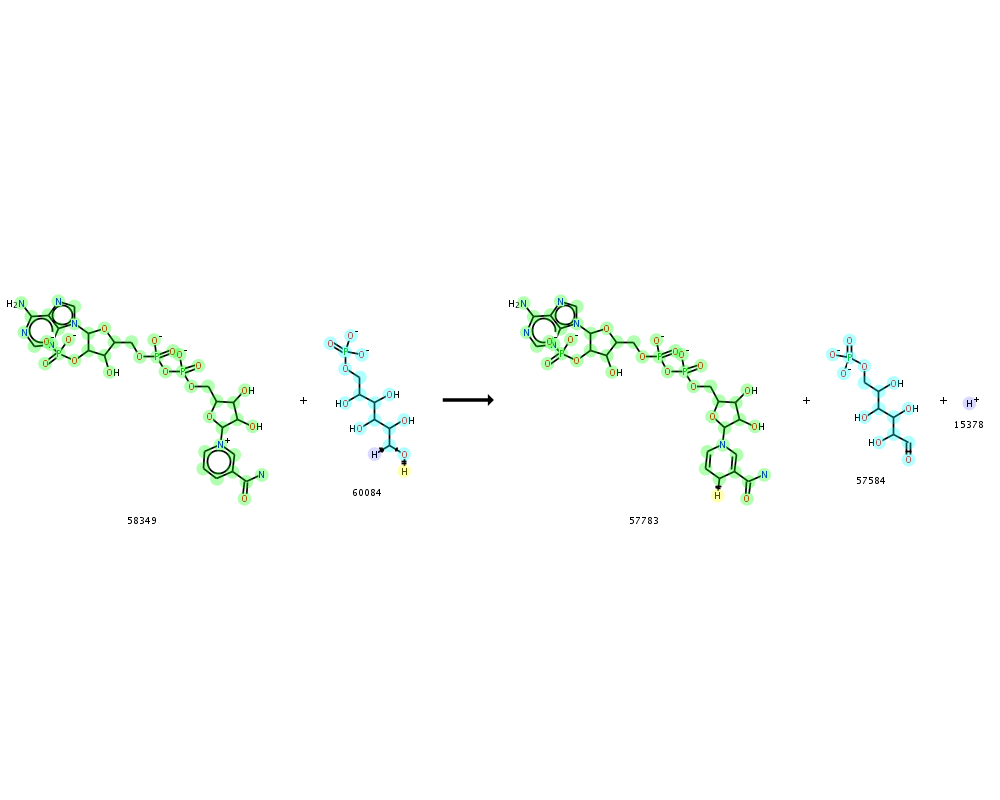 H2N N N N N O O- O- O- O-
P O O OH O P O P O
O O O
O OH OH
N+ N O
58349
+
O- O P O- O
HO OH HO OH
H O H
60084
H2N N N N N O O- O- O- O-
P O O OH O P O P O
O O O
O OH OH
N N O H
57783
+
O O- P O O-
OH HO OH HO O
57584
+
H+
15378